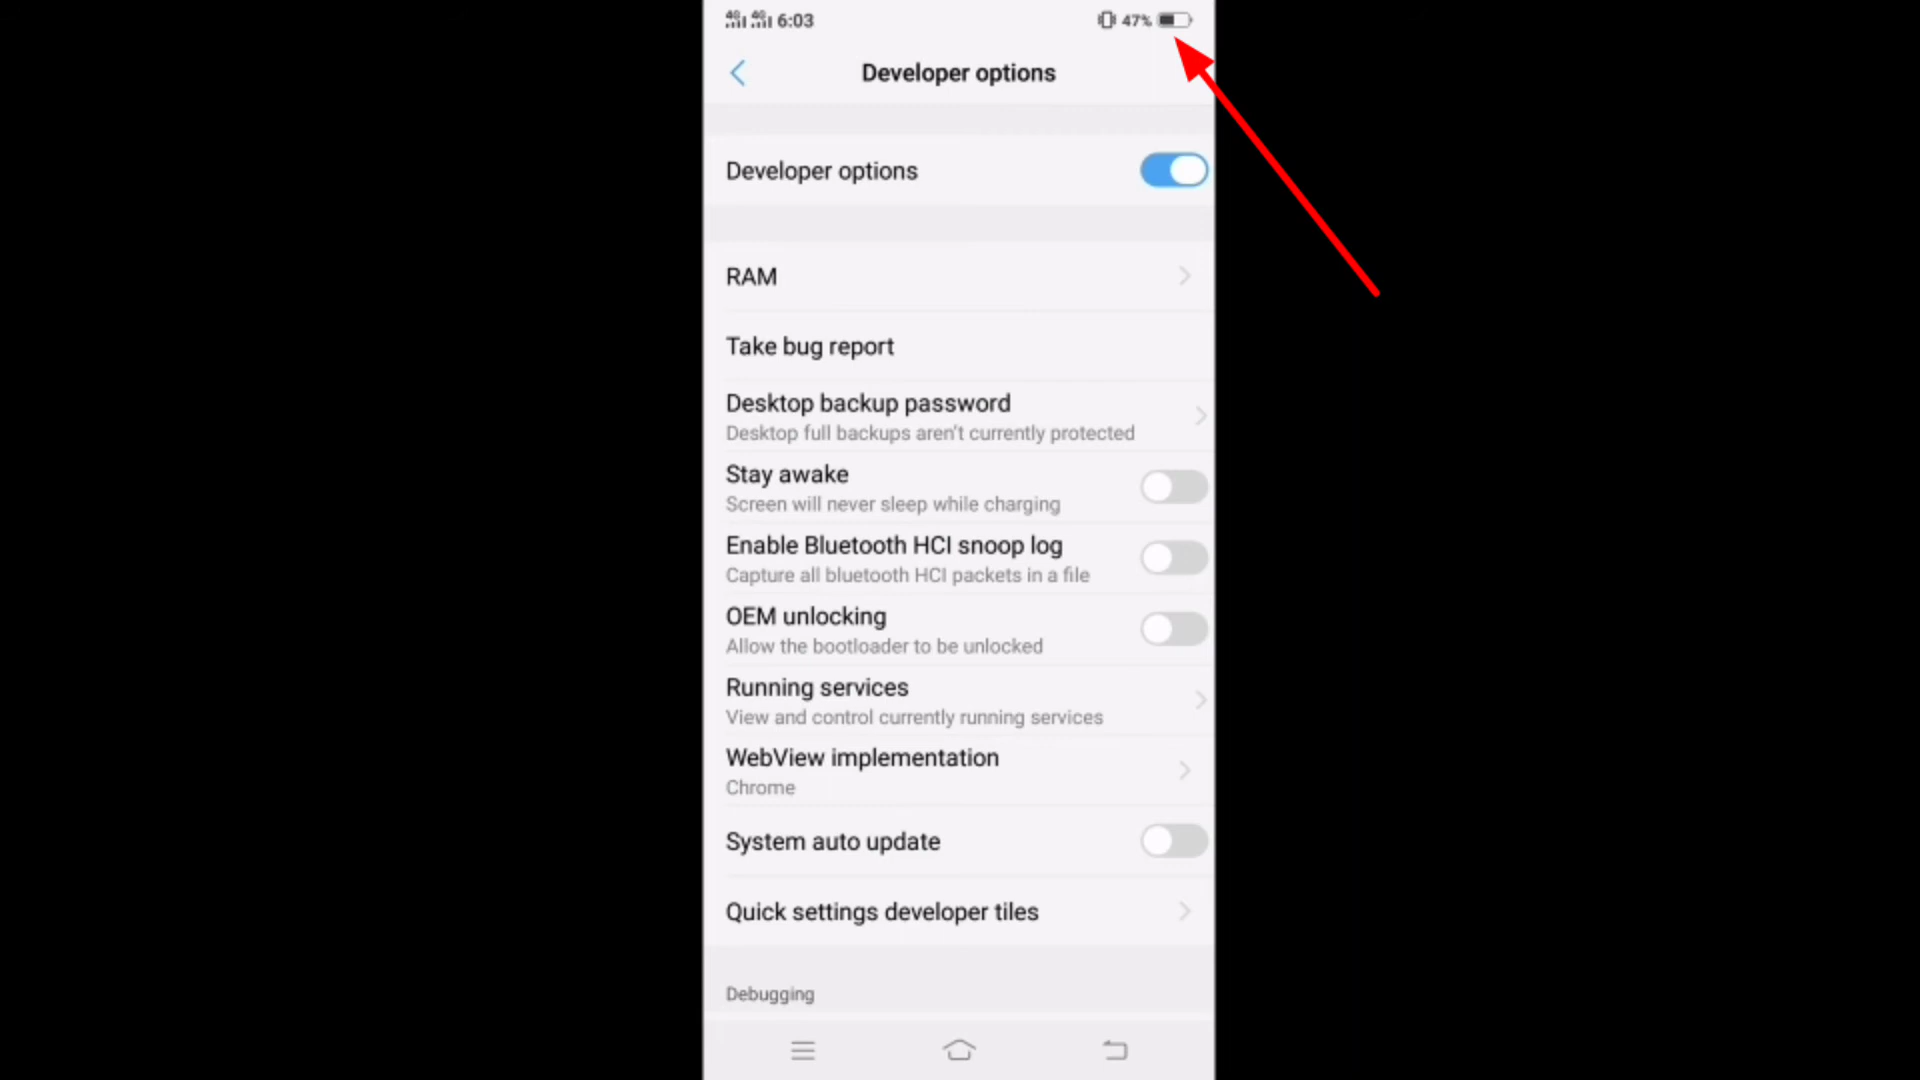 4G 4G 6:03 47%
Developer options
Developer options
RAM
Take bug report
Desktop backup password
Desktop full backups aren't currently protected
Stay awake
Screen will never sleep while charging
Enable Bluetooth HCI snoop log
Capture all bluetooth HCI packets in a file
OEM unlocking
Allow the bootloader to be unlocked
Running services
View and control currently running services
WebView implementation
Chrome
System auto update
Quick settings developer tiles
Debugging